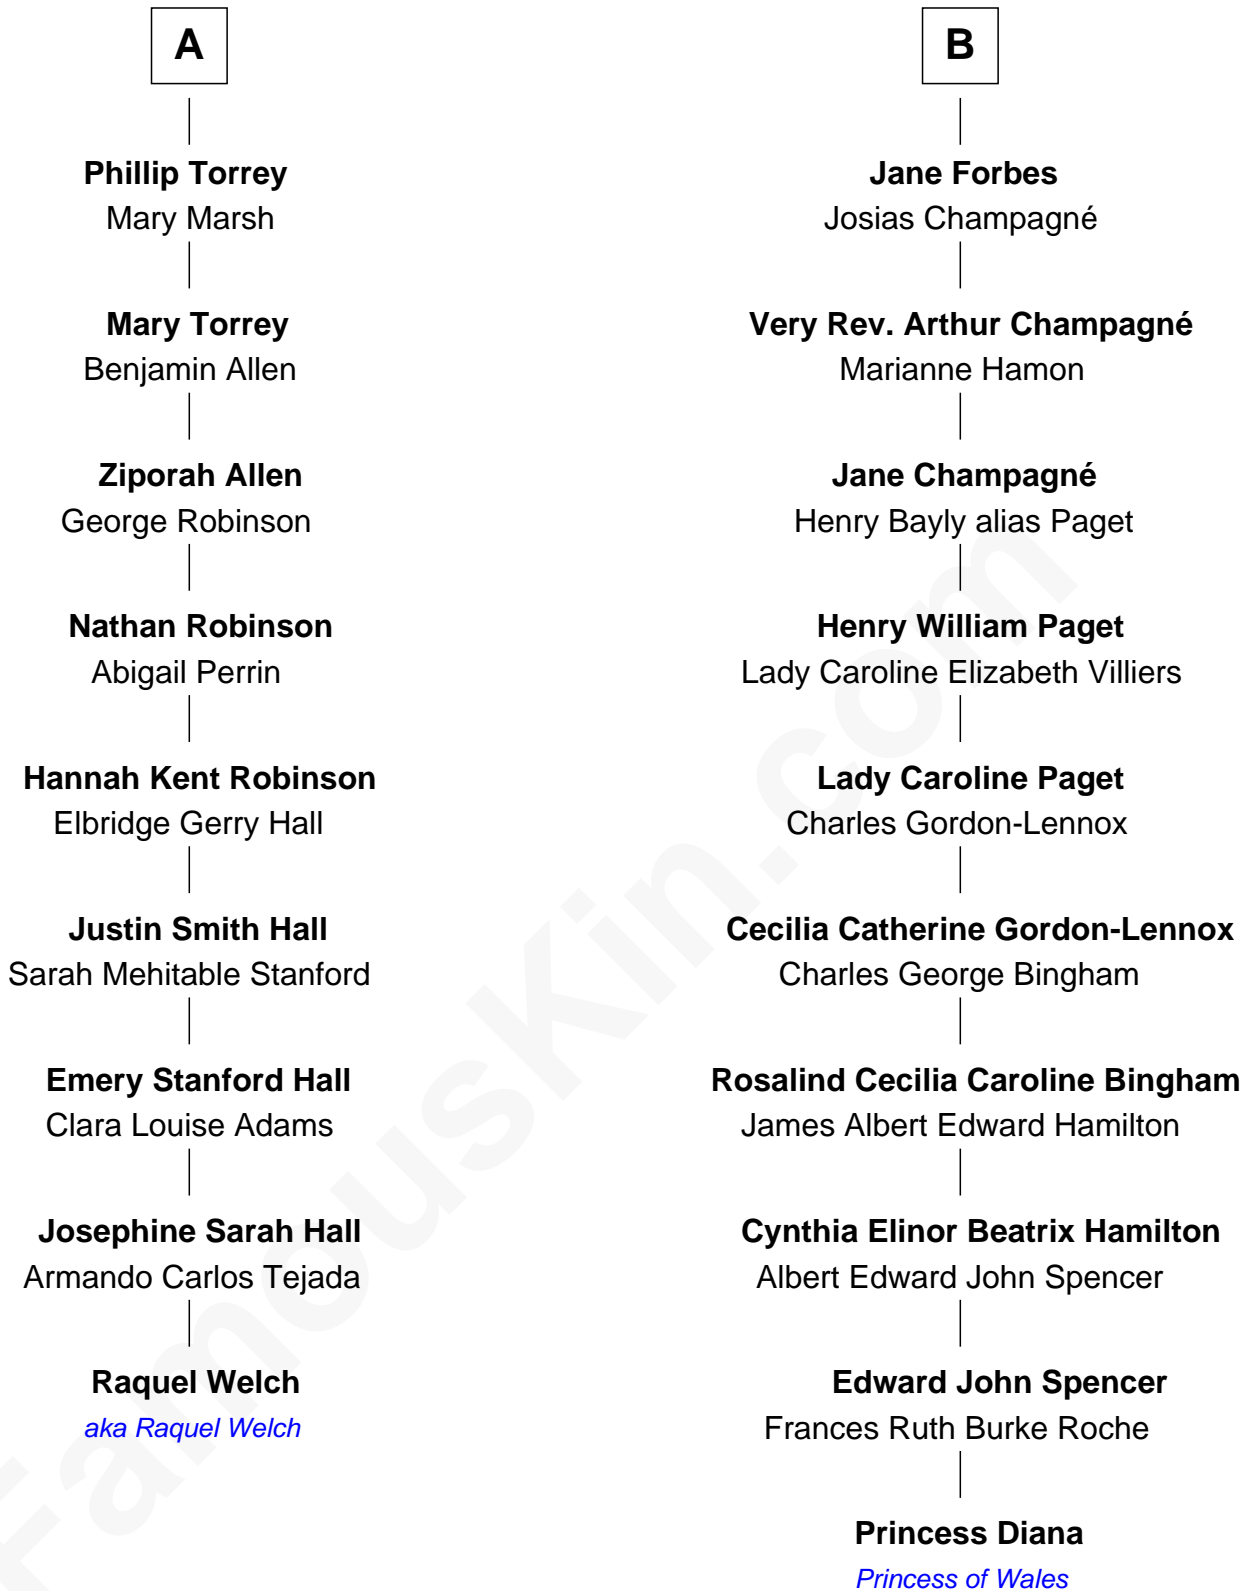 A
Phillip Torrey
Mary Marsh
Mary Torrey
Benjamin Allen
Ziporah Allen
George Robinson
Nathan Robinson
Abigail Perrin
Hannah Kent Robinson
Elbridge Gerry Hall
Justin Smith Hall
Sarah Mehitable Stanford
Emery Stanford Hall
Clara Louise Adams
Josephine Sarah Hall
Armando Carlos Tejada
Raquel Welch
aka Raquel Welch
B
Jane Forbes
Josias Champagné
Very Rev. Arthur Champagné
Marianne Hamon
Jane Champagné
Henry Bayly alias Paget
Henry William Paget
Lady Caroline Elizabeth Villiers
Lady Caroline Paget
Charles Gordon-Lennox
Cecilia Catherine Gordon-Lennox
Charles George Bingham
Rosalind Cecilia Caroline Bingham
James Albert Edward Hamilton
Cynthia Elinor Beatrix Hamilton
Albert Edward John Spencer
Edward John Spencer
Frances Ruth Burke Roche
Princess Diana
Princess of Wales
FamousKin.com